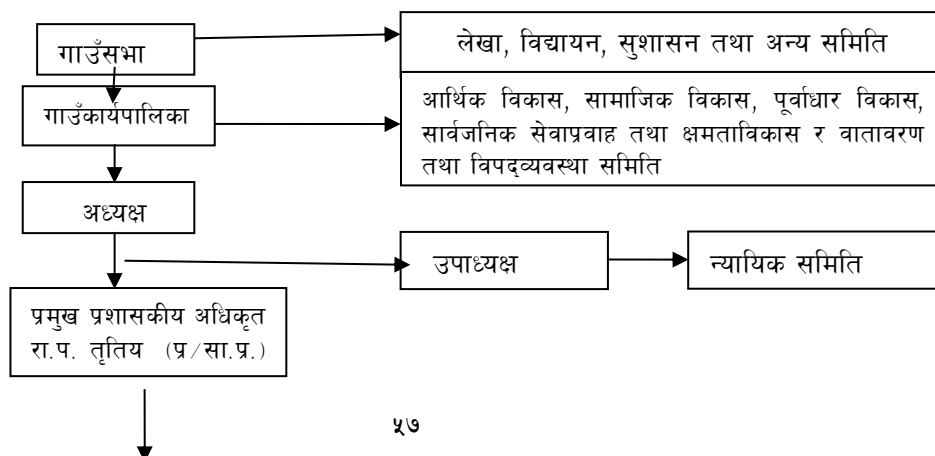 गाउँसभा
लेखा, विद्यायन, सुशासन तथा अन्य समिति
गाउँकार्यपालिका
आर्थिक विकास, सामाजिक विकास, पूर्वाधार विकास,
सार्वजनिक सेवाप्रवाह तथा क्षमताविकास र वातावरण
तथा विपद्व्यवस्था समिति
अध्यक्ष
उपाध्यक्ष
न्यायिक समिति
प्रमुख प्रशासकीय अधिकृत
रा.प. तृतिय (प्र/सा.प्र.)
५७